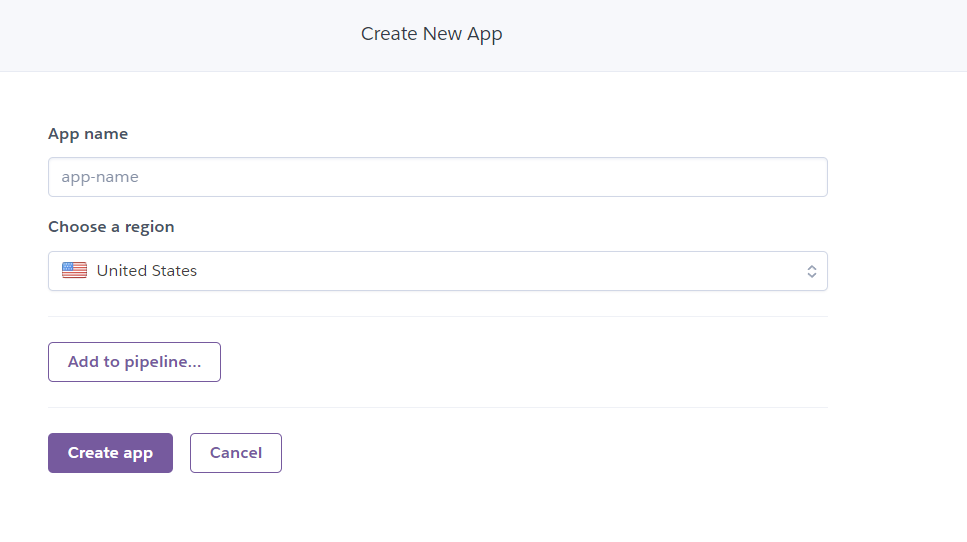 Create New App
App name
app-name
Choose a region
United States
Add to pipeline...
Create app
Cancel